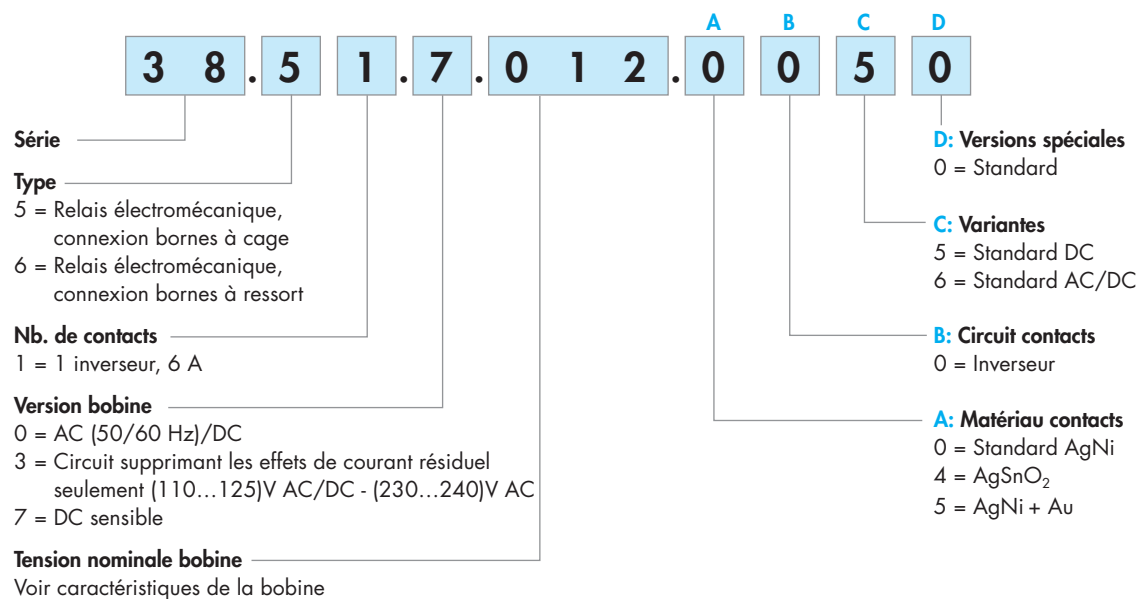 A B C D
3 8 . 5 1 . 7 . 0 1 2 . 0 0 5 0
Série
Type
5 = Relais électromécanique,
connexion bornes à cage
6 = Relais électromécanique,
connexion bornes à ressort
Nb. de contacts
1 = 1 inverseur, 6 A
Version bobine
0 = AC (50/60 Hz)/DC
3 = Circuit supprimant les effets de courant résiduel
seulement (110...125)V AC/DC - (230...240)V AC
7 = DC sensible
Tension nominale bobine
Voir caractéristiques de la bobine
D: Versions spéciales
0 = Standard
C: Variantes
5 = Standard DC
6 = Standard AC/DC
B: Circuit contacts
0 = Inverseur
A: Matériau contacts
0 = Standard AgNi
4 = AgSnO₂
5 = AgNi + Au